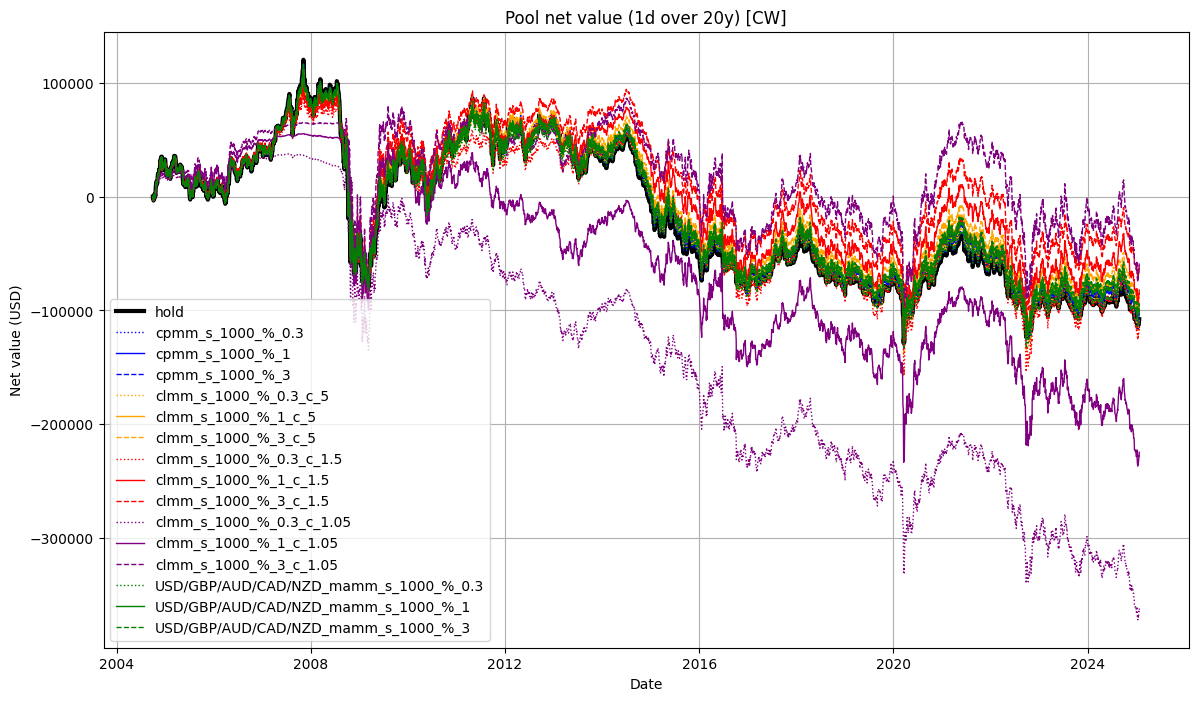 Pool net value (1d over 20y) [CW]
100000
0
−100000
−200000
−300000
Net value (USD)
hold
cpmm_s_1000_%_0.3
cpmm_s_1000_%_1
cpmm_s_1000_%_3
clmm_s_1000_%_0.3_c_5
clmm_s_1000_%_1_c_5
clmm_s_1000_%_3_c_5
clmm_s_1000_%_0.3_c_1.5
clmm_s_1000_%_1_c_1.5
clmm_s_1000_%_3_c_1.5
clmm_s_1000_%_0.3_c_1.05
clmm_s_1000_%_1_c_1.05
clmm_s_1000_%_3_c_1.05
USD/GBP/AUD/CAD/NZD_mamm_s_1000_%_0.3
USD/GBP/AUD/CAD/NZD_mamm_s_1000_%_1
USD/GBP/AUD/CAD/NZD_mamm_s_1000_%_3
2004 2008 2012 2016 2020 2024
Date